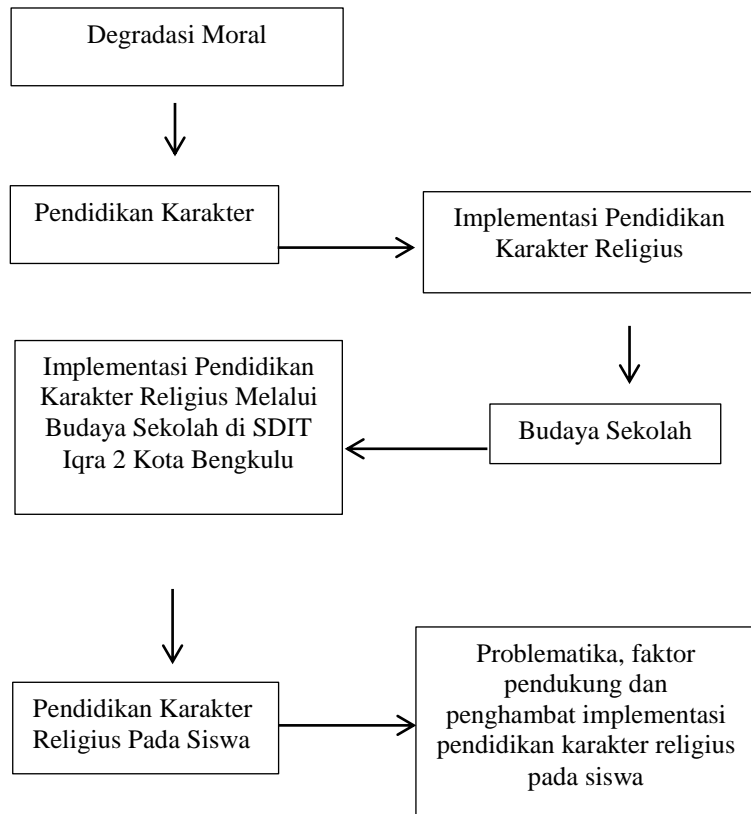 Degradasi Moral
Pendidikan Karakter
Implementasi Pendidikan
Karakter Religius
Budaya Sekolah
Implementasi Pendidikan
Karakter Religius Melalui
Budaya Sekolah di SDIT
Iqra 2 Kota Bengkulu
Pendidikan Karakter
Religius Pada Siswa
Problematika, faktor
pendukung dan
penghambat implementasi
pendidikan karakter religius
pada siswa